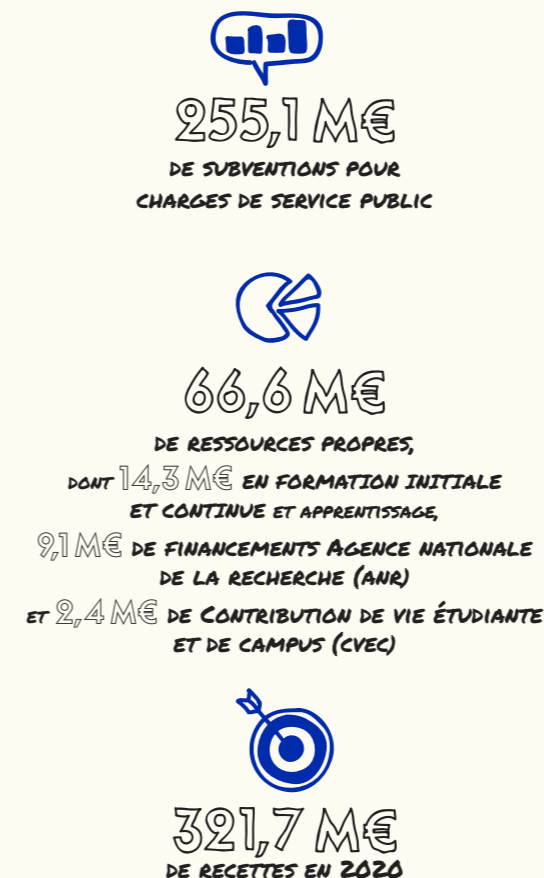 255,1 M€
DE SUBVENTIONS POUR
CHARGES DE SERVICE PUBLIC
66,6 M€
DE RESSOURCES PROPRES,
DONT 14,3 M€ EN FORMATION INITIALE
ET CONTINUE ET APPRENTISSAGE,
9,1 M€ DE FINANCEMENTS AGENCE NATIONALE
DE LA RECHERCHE (ANR)
ET 2,4 M€ DE CONTRIBUTION DE VIE ÉTUDIANTE
ET DE CAMPUS (CVEC)
321,7 M€
DE RECETTES EN 2020